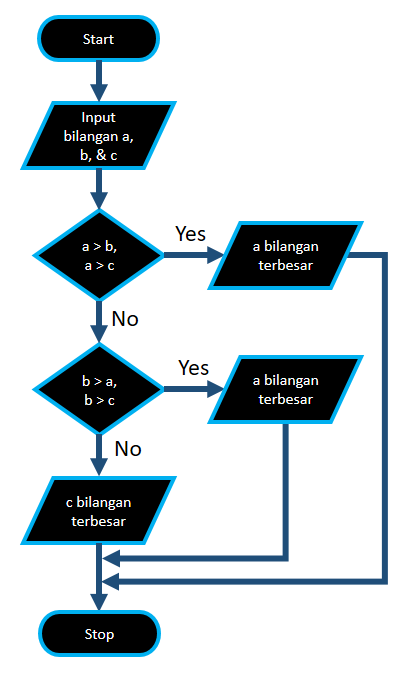 Start
Input
bilangan a,
b, & c
a > b,
a > c
Yes
a bilangan
terbesar
No
b > a,
b > c
Yes
a bilangan
terbesar
No
c bilangan
terbesar
Stop